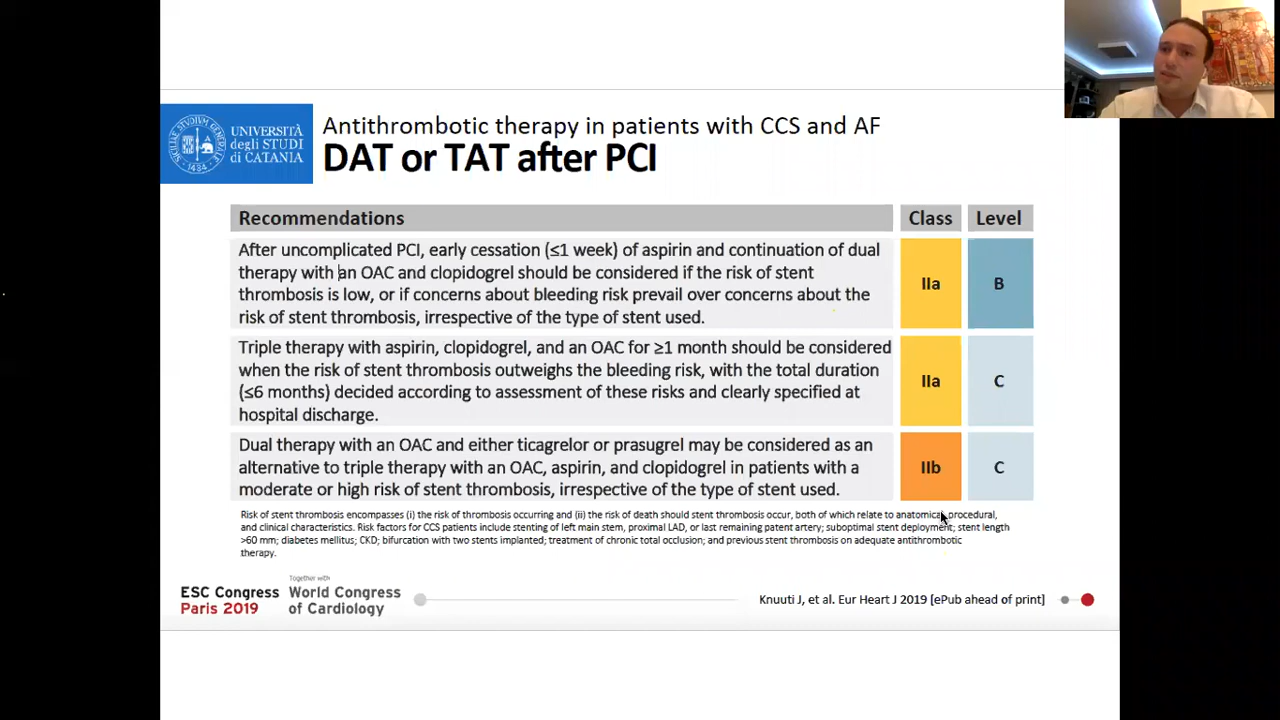 UNIVERSITÀ
degli STUDI
di CATANIA
Antithrombotic therapy in patients with CCS and AF
DAT or TAT after PCI
Recommendations Class Level
After uncomplicated PCI, early cessation (≤1 week) of aspirin and continuation of dual
therapy with an OAC and clopidogrel should be considered if the risk of stent
thrombosis is low, or if concerns about bleeding risk prevail over concerns about the
risk of stent thrombosis, irrespective of the type of stent used.
IIa B
Triple therapy with aspirin, clopidogrel, and an OAC for ≥1 month should be considered
when the risk of stent thrombosis outweighs the bleeding risk, with the total duration
(≤6 months) decided according to assessment of these risks and clearly specified at
hospital discharge.
IIa C
Dual therapy with an OAC and either ticagrelor or prasugrel may be considered as an
alternative to triple therapy with an OAC, aspirin, and clopidogrel in patients with a
moderate or high risk of stent thrombosis, irrespective of the type of stent used.
IIb C
Risk of stent thrombosis encompasses (i) the risk of thrombosis occurring and (ii) the risk of death should stent thrombosis occur, both of which relate to anatomical, procedural,
and clinical characteristics. Risk factors for CCS patients include stenting of left main stem, proximal LAD, or last remaining patent artery; suboptimal stent deployment; stent length
>60 mm; diabetes mellitus; CKD; bifurcation with two stents implanted; treatment of chronic total occlusion; and previous stent thrombosis on adequate antithrombotic
therapy.
ESC Congress
Paris 2019
Together with
World Congress
of Cardiology
Knuuti J, et al. Eur Heart J 2019 [ePub ahead of print]